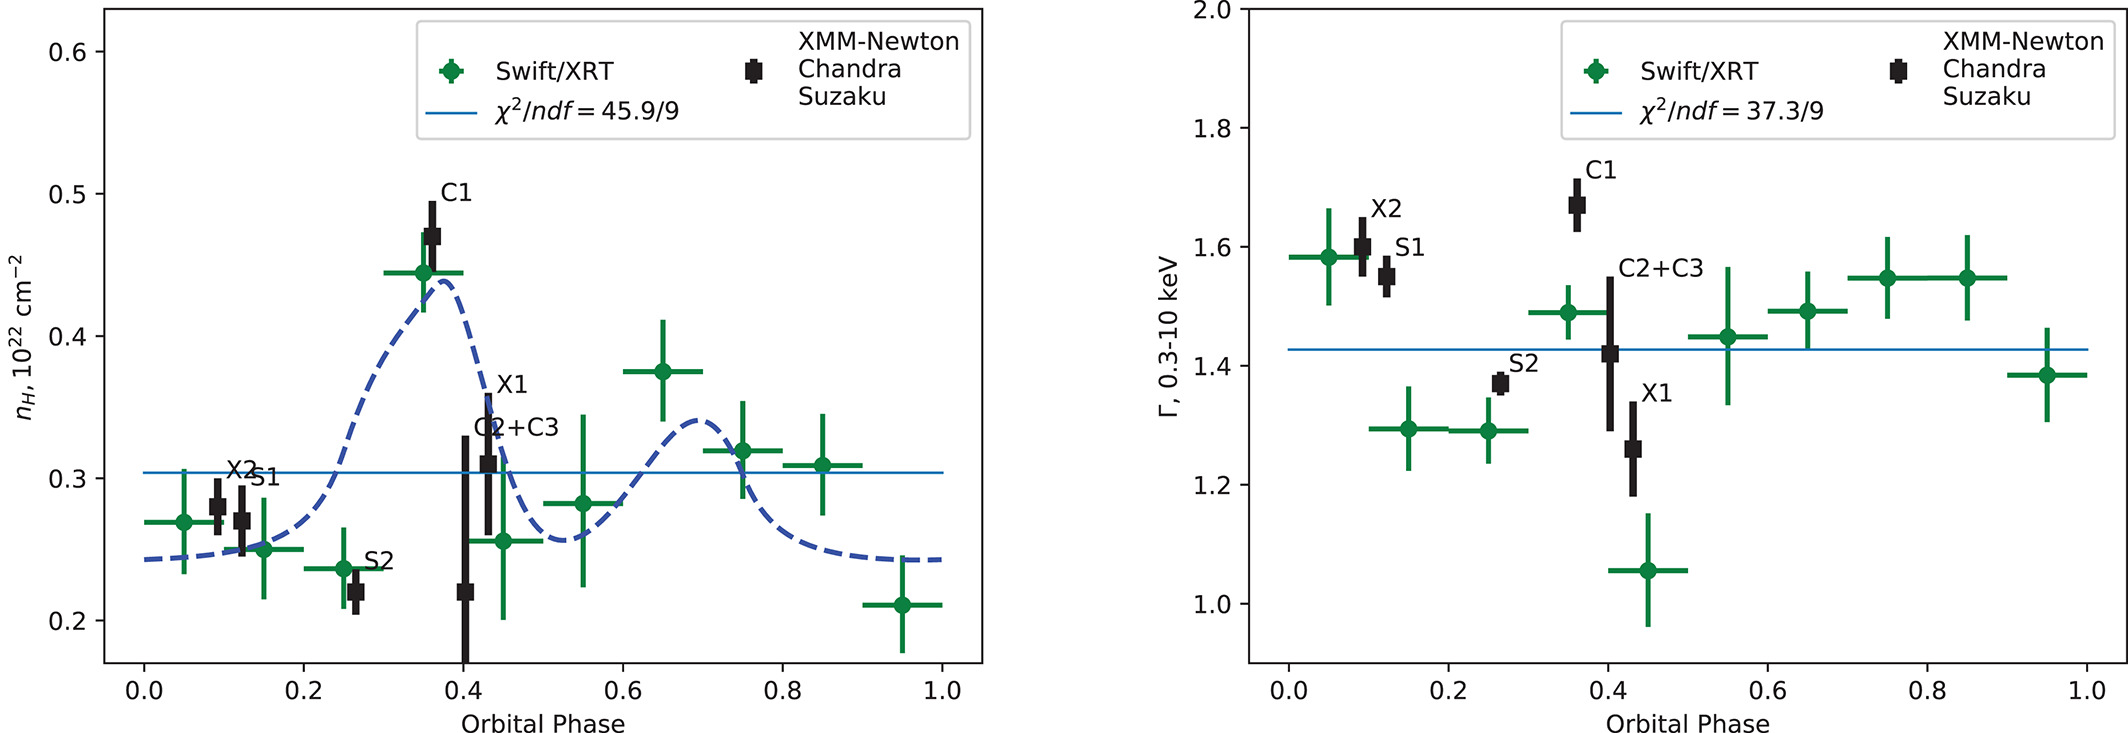 0.6
0.5
0.4
0.3
0.2
n_H, 10^22 cm^−2
Swift/XRT
χ²/ndf = 45.9/9
XMM-Newton
Chandra
Suzaku
C1
X1
C2+C3
X2
S1
S2
0.0 0.2 0.4 0.6 0.8 1.0
Orbital Phase
2.0
1.8
1.6
1.4
1.2
1.0
Γ, 0.3-10 keV
Swift/XRT
χ²/ndf = 37.3/9
XMM-Newton
Chandra
Suzaku
C1
X2
S1
C2+C3
S2
X1
0.0 0.2 0.4 0.6 0.8 1.0
Orbital Phase